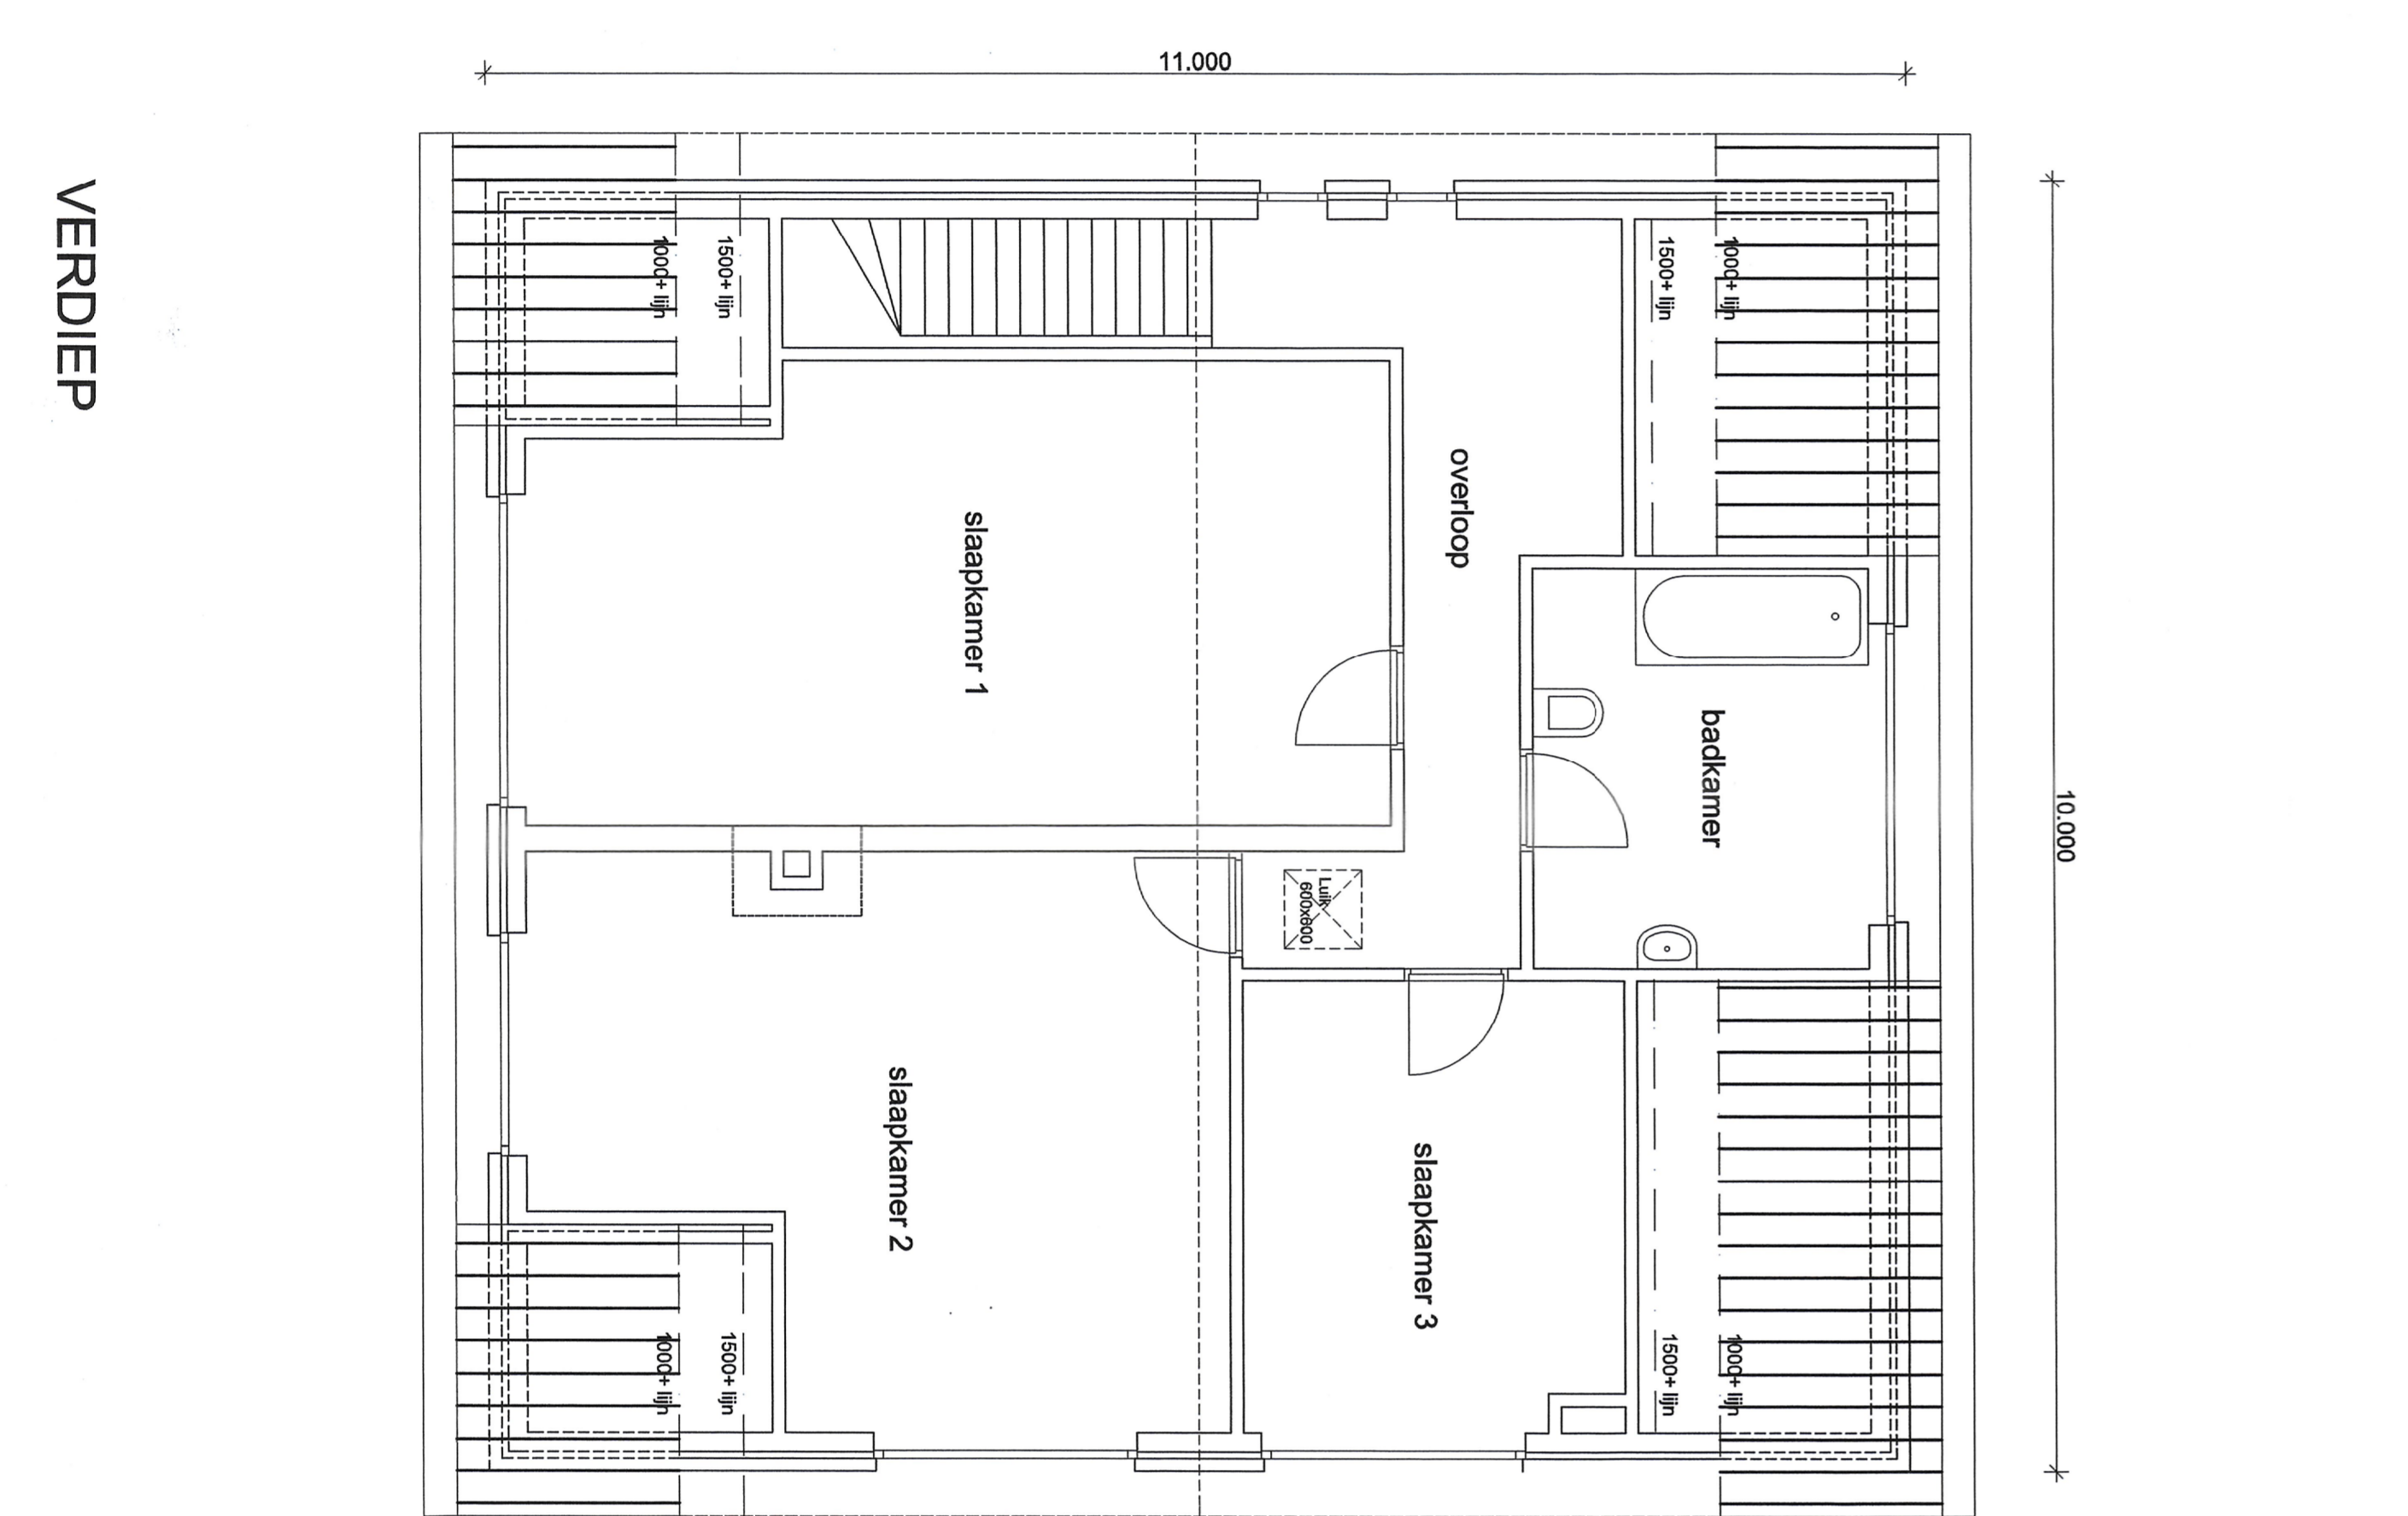 VERDIEP
11.000
10.000
1000+ lijn
1500+ lijn
1500+ lijn
1000+ lijn
overloop
slaapkamer 1
badkamer
Luik
600x600
slaapkamer 2
slaapkamer 3
1000+ lijn
1500+ lijn
1500+ lijn
1000+ lijn